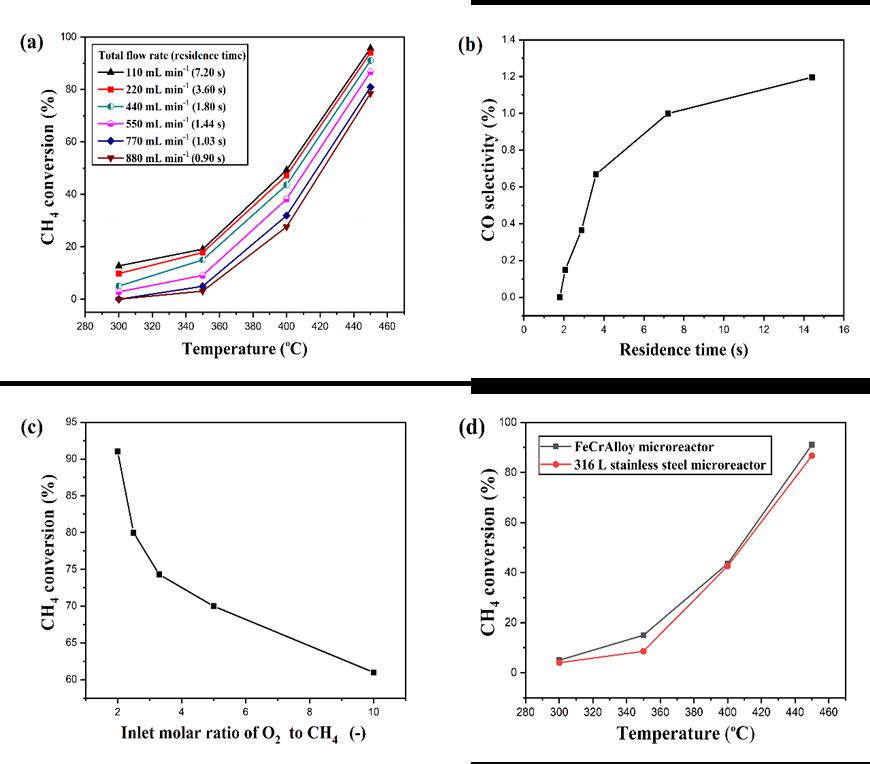 (a)
100
80
60
40
20
0
CH4 conversion (%)
Total flow rate (residence time)
110 mL min-1 (7.20 s)
220 mL min-1 (3.60 s)
440 mL min-1 (1.80 s)
550 mL min-1 (1.44 s)
770 mL min-1 (1.03 s)
880 mL min-1 (0.90 s)
280 300 320 340 360 380 400 420 440 460
Temperature (ºC)
(b)
1.4
1.2
1.0
0.8
0.6
0.4
0.2
0.0
CO selectivity (%)
0 2 4 6 8 10 12 14 16
Residence time (s)
(c)
95
90
85
80
75
70
65
60
CH4 conversion (%)
2 4 6 8 10
Inlet molar ratio of O2 to CH4 (-)
(d)
100
80
60
40
20
0
CH4 conversion (%)
FeCrAlloy microreactor
316 L stainless steel microreactor
280 300 320 340 360 380 400 420 440 460
Temperature (ºC)